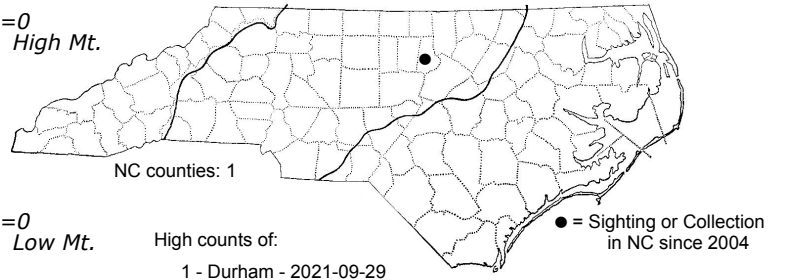 =0
High Mt.
NC counties: 1
=0
Low Mt.
High counts of:
1 - Durham - 2021-09-29
● = Sighting or Collection
in NC since 2004